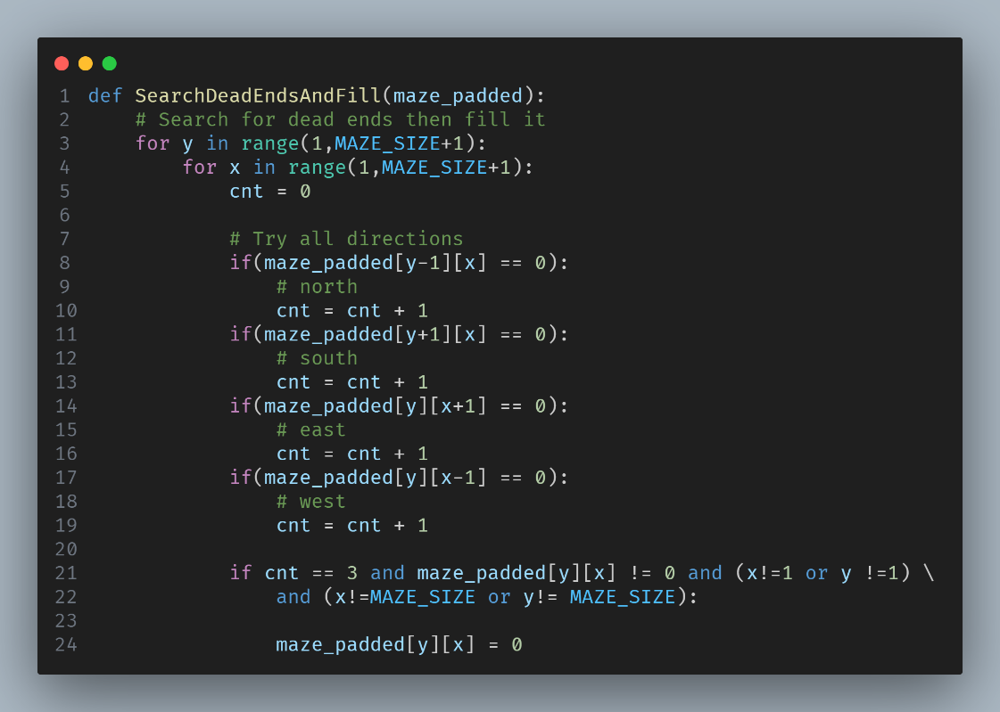 1 def SearchDeadEndsAndFill(maze_padded):
2     # Search for dead ends then fill it
3     for y in range(1,MAZE_SIZE+1):
4         for x in range(1,MAZE_SIZE+1):
5             cnt = 0
6
7             # Try all directions
8             if(maze_padded[y-1][x] == 0):
9                 # north
10                 cnt = cnt + 1
11             if(maze_padded[y+1][x] == 0):
12                 # south
13                 cnt = cnt + 1
14             if(maze_padded[y][x+1] == 0):
15                 # east
16                 cnt = cnt + 1
17             if(maze_padded[y][x-1] == 0):
18                 # west
19                 cnt = cnt + 1
20
21             if cnt == 3 and maze_padded[y][x] != 0 and (x!=1 or y !=1) \
22                 and (x!=MAZE_SIZE or y!= MAZE_SIZE):
23
24                 maze_padded[y][x] = 0